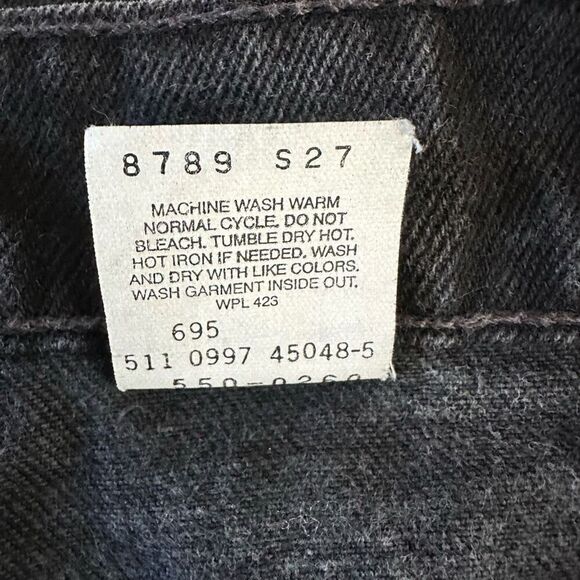 8789 S27
MACHINE WASH WARM
NORMAL CYCLE. DO NOT
BLEACH. TUMBLE DRY HOT.
HOT IRON IF NEEDED. WASH
AND DRY WITH LIKE COLORS.
WASH GARMENT INSIDE OUT.
WPL 423
695
511 0997 45048-5